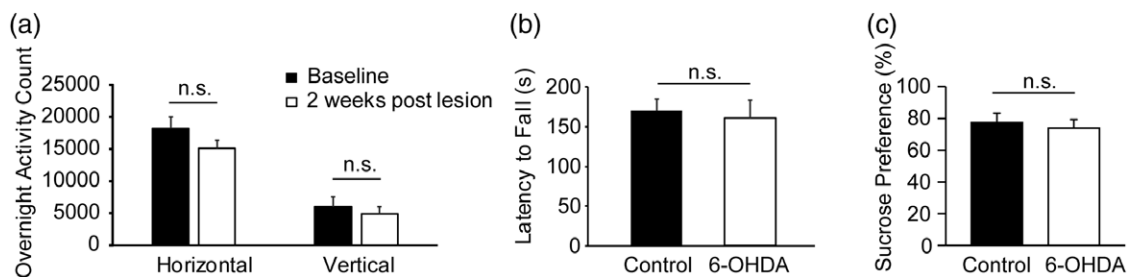 (a)
Overnight Activity Count
25000
20000
15000
10000
5000
0
n.s.
n.s.
Baseline
2 weeks post lesion
Horizontal
Vertical
(b)
Latency to Fall (s)
200
150
100
50
0
n.s.
Control
6-OHDA
(c)
Sucrose Preference (%)
100
80
60
40
20
0
n.s.
Control
6-OHDA